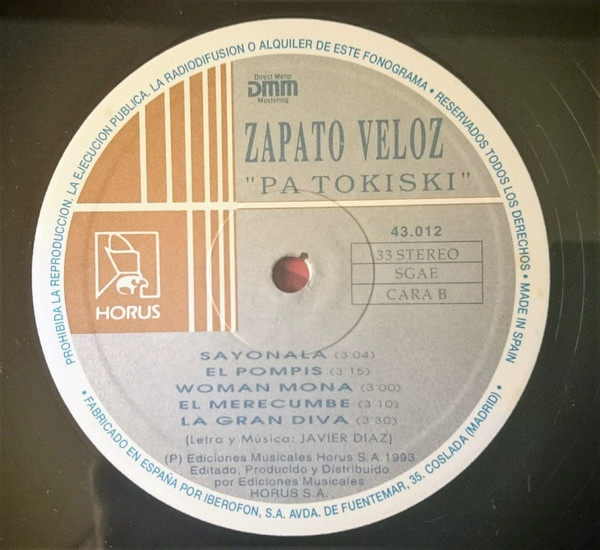 PROHIBIDA LA REPRODUCCION. LA EJECUCION PUBLICA. LA RADIODIFUSION O ALQUILER DE ESTE FONOGRAMA • RESERVADOS TODOS LOS DERECHOS • MADE IN SPAIN
Direct Metal
DMM
Mastering
ZAPATO VELOZ
"PA TOKISKI"
43.012
33 STEREO
SGAE
CARA B
HORUS
SAYONALA (3'04)
EL POMPIS (3'15)
WOMAN MONA (3'00)
EL MERECUMBE (3'10)
LA GRAN DIVA (3'30)
(Letra y Música: JAVIER DIAZ)
(P) Ediciones Musicales Horus S.A. 1993
Editado, Producido y Distribuido
por Ediciones Musicales
HORUS S.A.
• FABRICADO EN ESPAÑA POR IBEROFON, S.A. AVDA. DE FUENTEMAR, 35. COSLADA (MADRID) •